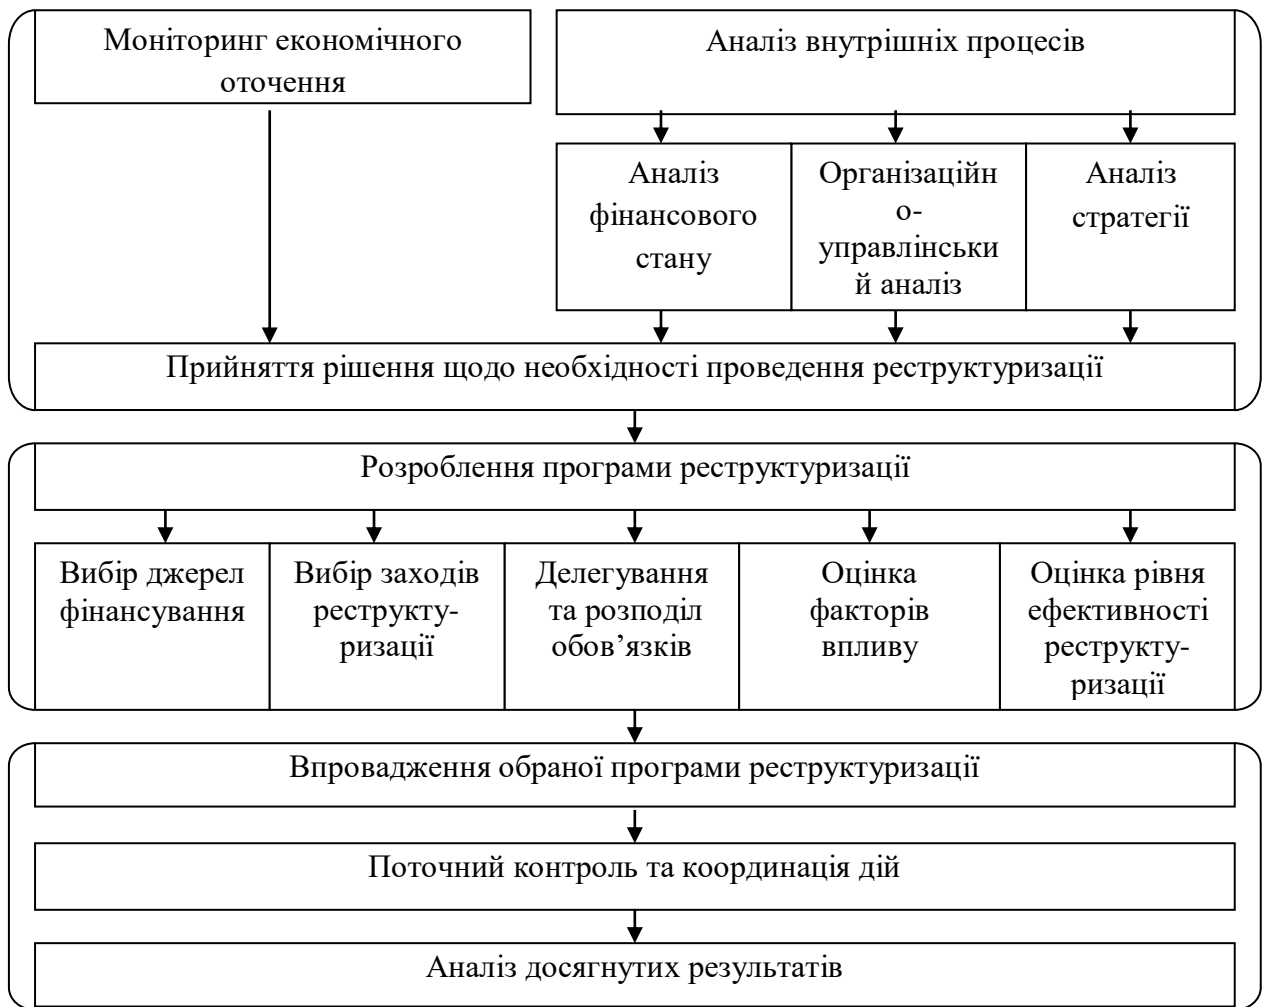 Моніторинг економічного
оточення
Аналіз внутрішніх процесів
Аналіз
фінансового
стану
Організаційн
о-
управлінськи
й аналіз
Аналіз
стратегії
Прийняття рішення щодо необхідності проведення реструктуризації
Розроблення програми реструктуризації
Вибір джерел
фінансування
Вибір заходів
реструкту-
ризації
Делегування
та розподіл
обов’язків
Оцінка
факторів
впливу
Оцінка рівня
ефективності
реструкту-
ризації
Впровадження обраної програми реструктуризації
Поточний контроль та координація дій
Аналіз досягнутих результатів